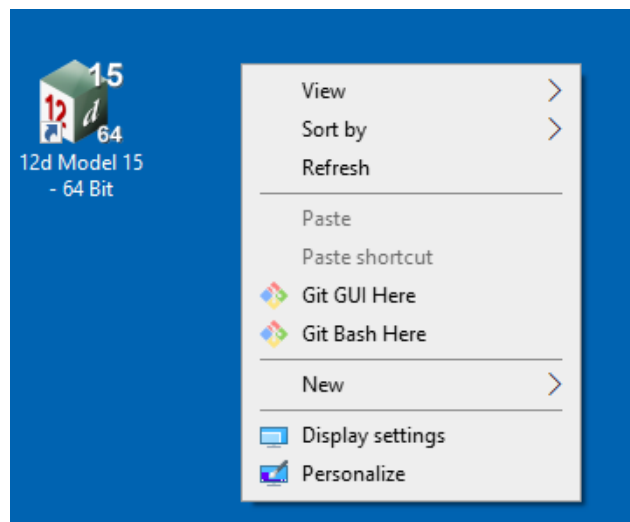 15
12
d
64
12d Model 15
- 64 Bit
View
Sort by
Refresh
Paste
Paste shortcut
Git GUI Here
Git Bash Here
New
Display settings
Personalize